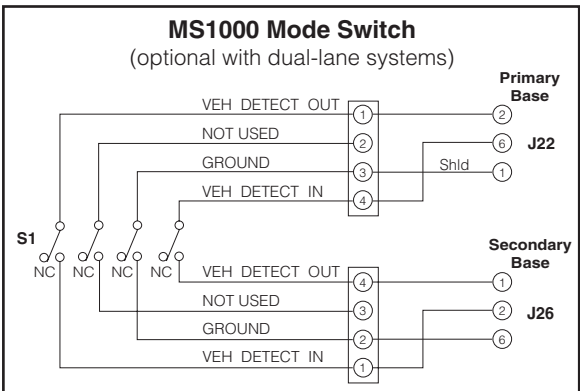 MS1000 Mode Switch
(optional with dual-lane systems)
Primary
Base
VEH DETECT OUT 1 2
NOT USED 2 6 J22
GROUND 3 Shld 1
VEH DETECT IN 4
S1
NC NC NC NC
Secondary
Base
VEH DETECT OUT 4 1
NOT USED 3 2 J26
GROUND 2 6
VEH DETECT IN 1